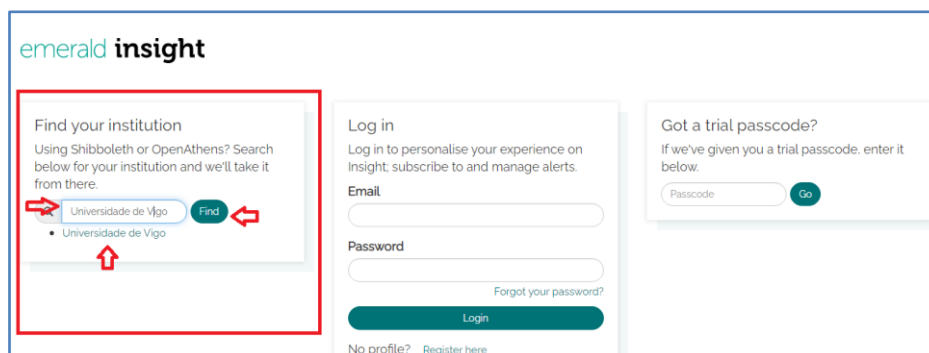 emerald insight
Find your institution
Using Shibboleth or OpenAthens? Search
below for your institution and we'll take it
from there.
Universidade de Vigo
Find
Universidade de Vigo
Log in
Log in to personalise your experience on
Insight; subscribe to and manage alerts.
Email
Password
Forgot your password?
Login
No profile? Register here
Got a trial passcode?
If we've given you a trial passcode, enter it
below.
Passcode
Go